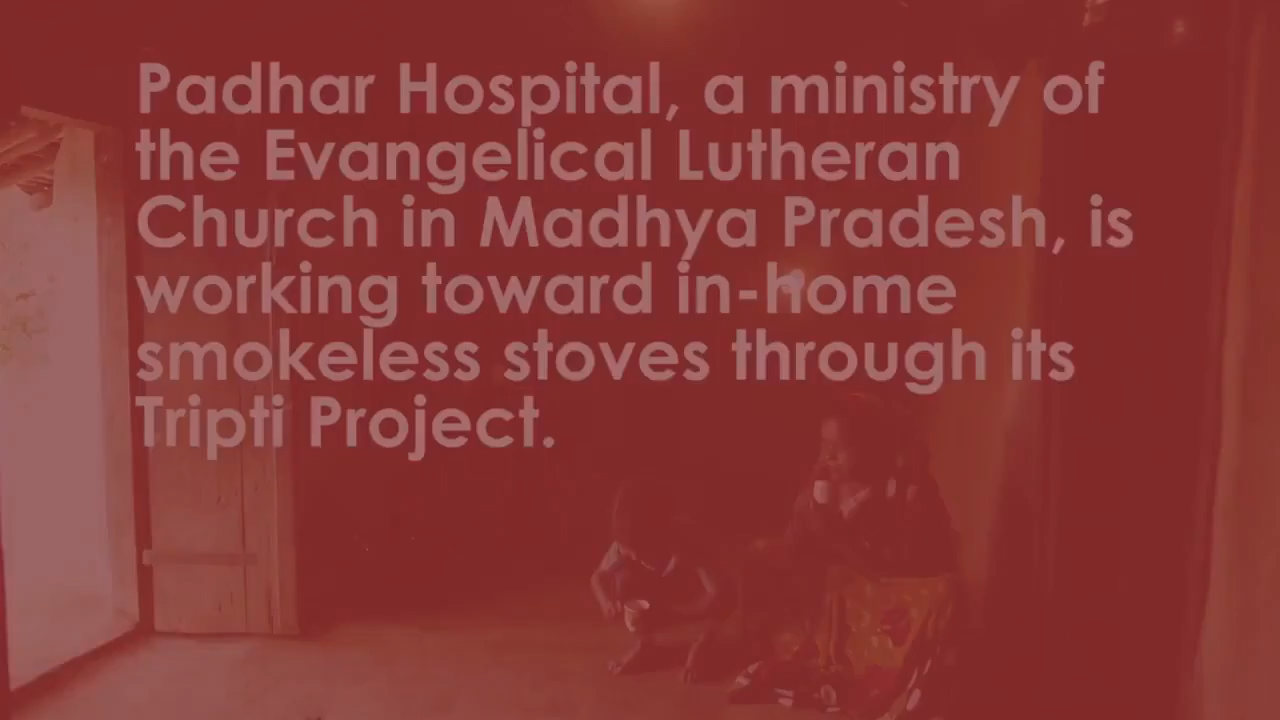 Padhar Hospital, a ministry of
the Evangelical Lutheran
Church in Madhya Pradesh, is
working toward in-home
smokeless stoves through its
Tripti Project.